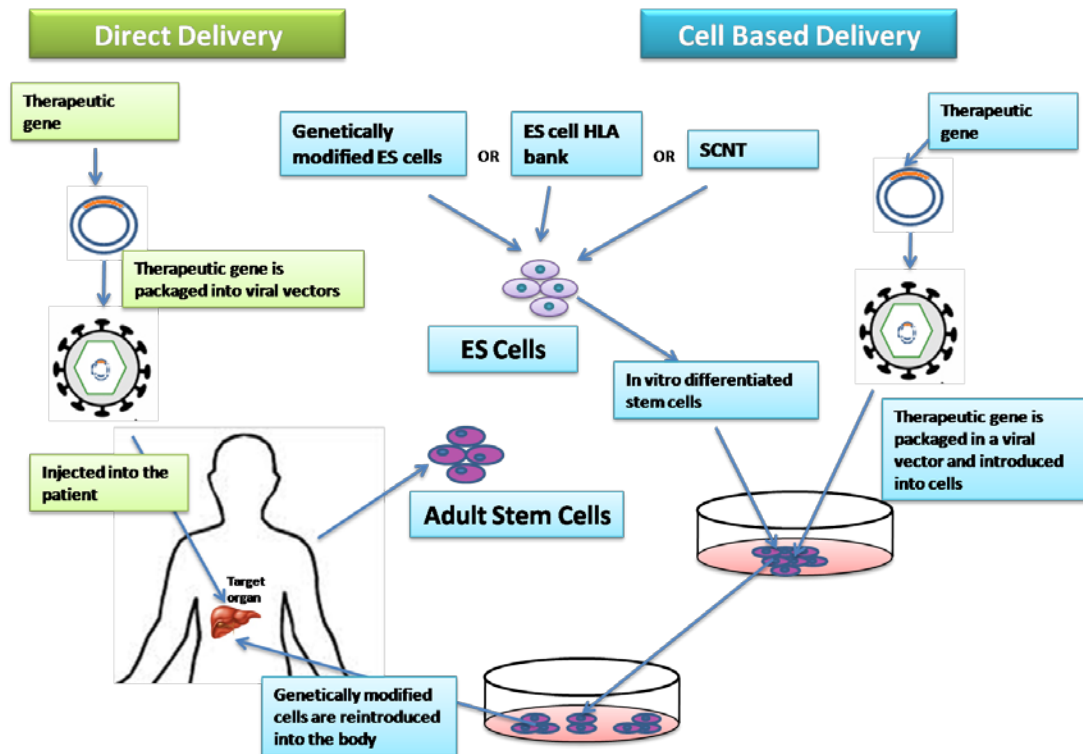 Direct Delivery
Cell Based Delivery
Therapeutic
gene
Therapeutic gene is
packaged into viral vectors
Injected into the
patient
Target
organ
Genetically
modified ES cells
OR
ES cell HLA
bank
OR
SCNT
ES Cells
Adult Stem Cells
In vitro differentiated
stem cells
Therapeutic
gene
Therapeutic gene is
packaged in a viral
vector and introduced
into cells
Genetically modified
cells are reintroduced
into the body